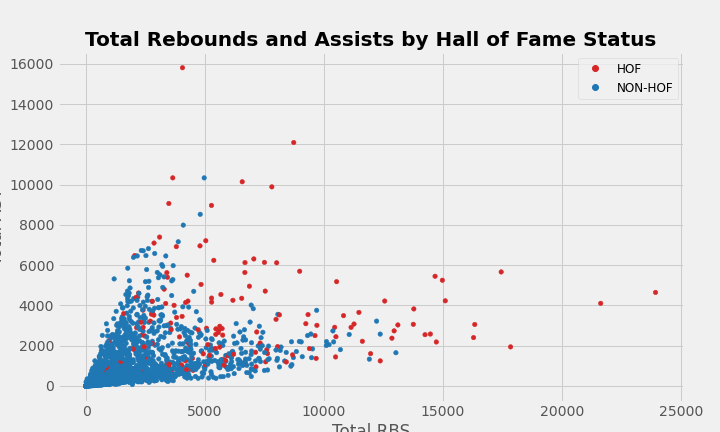 Total Rebounds and Assists by Hall of Fame Status
HOF
NON-HOF
16000
14000
12000
10000
8000
6000
4000
2000
0
0 5000 10000 15000 20000 25000
Total RBS